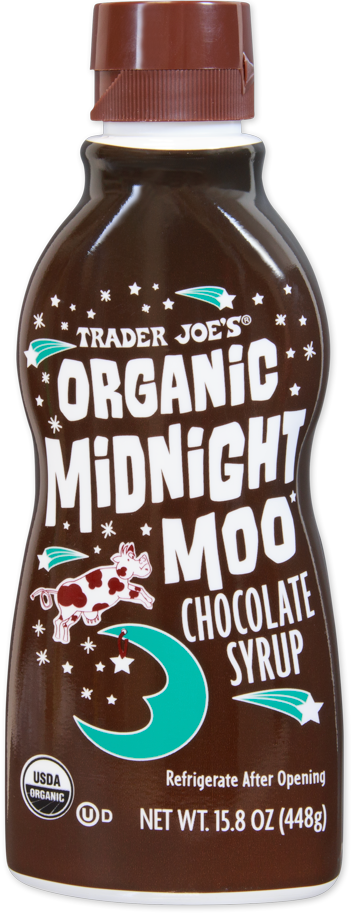 TRADER JOE'S®
ORGANiC
MiDNiGHT
MOO*
CHOCOLATE
SYRUP
Refrigerate After Opening
USDA
ORGANIC
U D
NET WT. 15.8 OZ (448g)